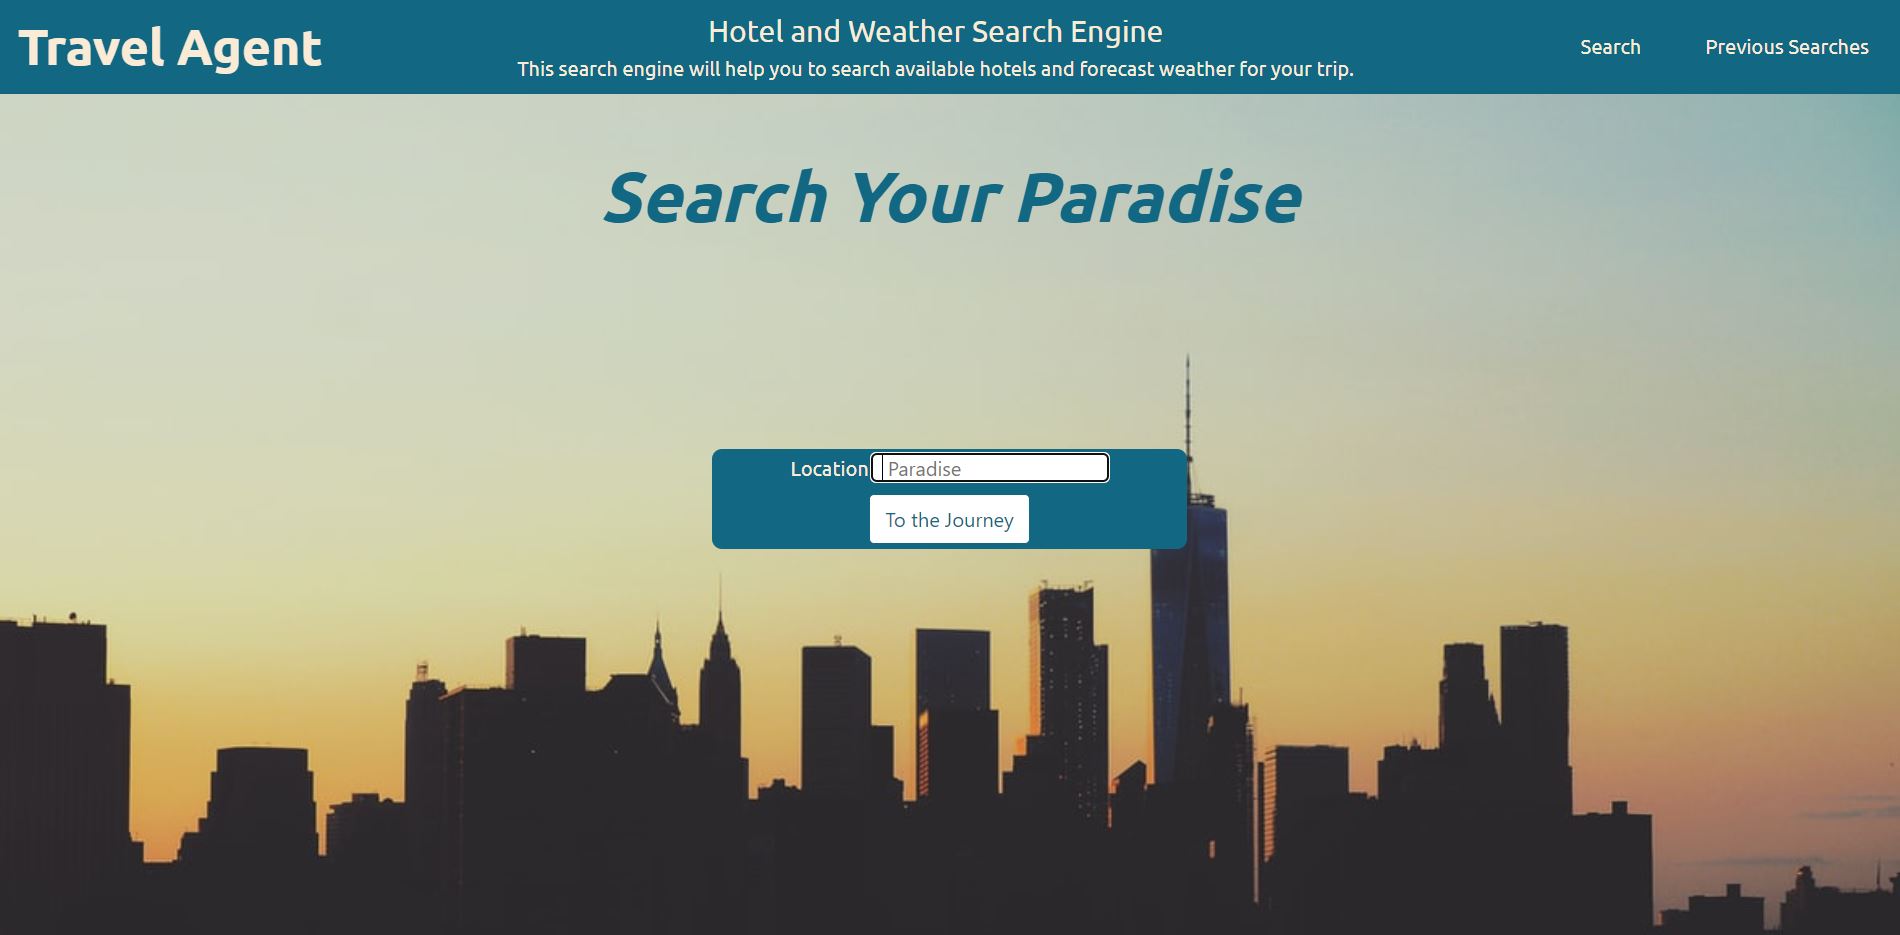 Travel Agent
Hotel and Weather Search Engine
This search engine will help you to search available hotels and forecast weather for your trip.
Search
Previous Searches
Search Your Paradise
Location
Paradise
To the Journey